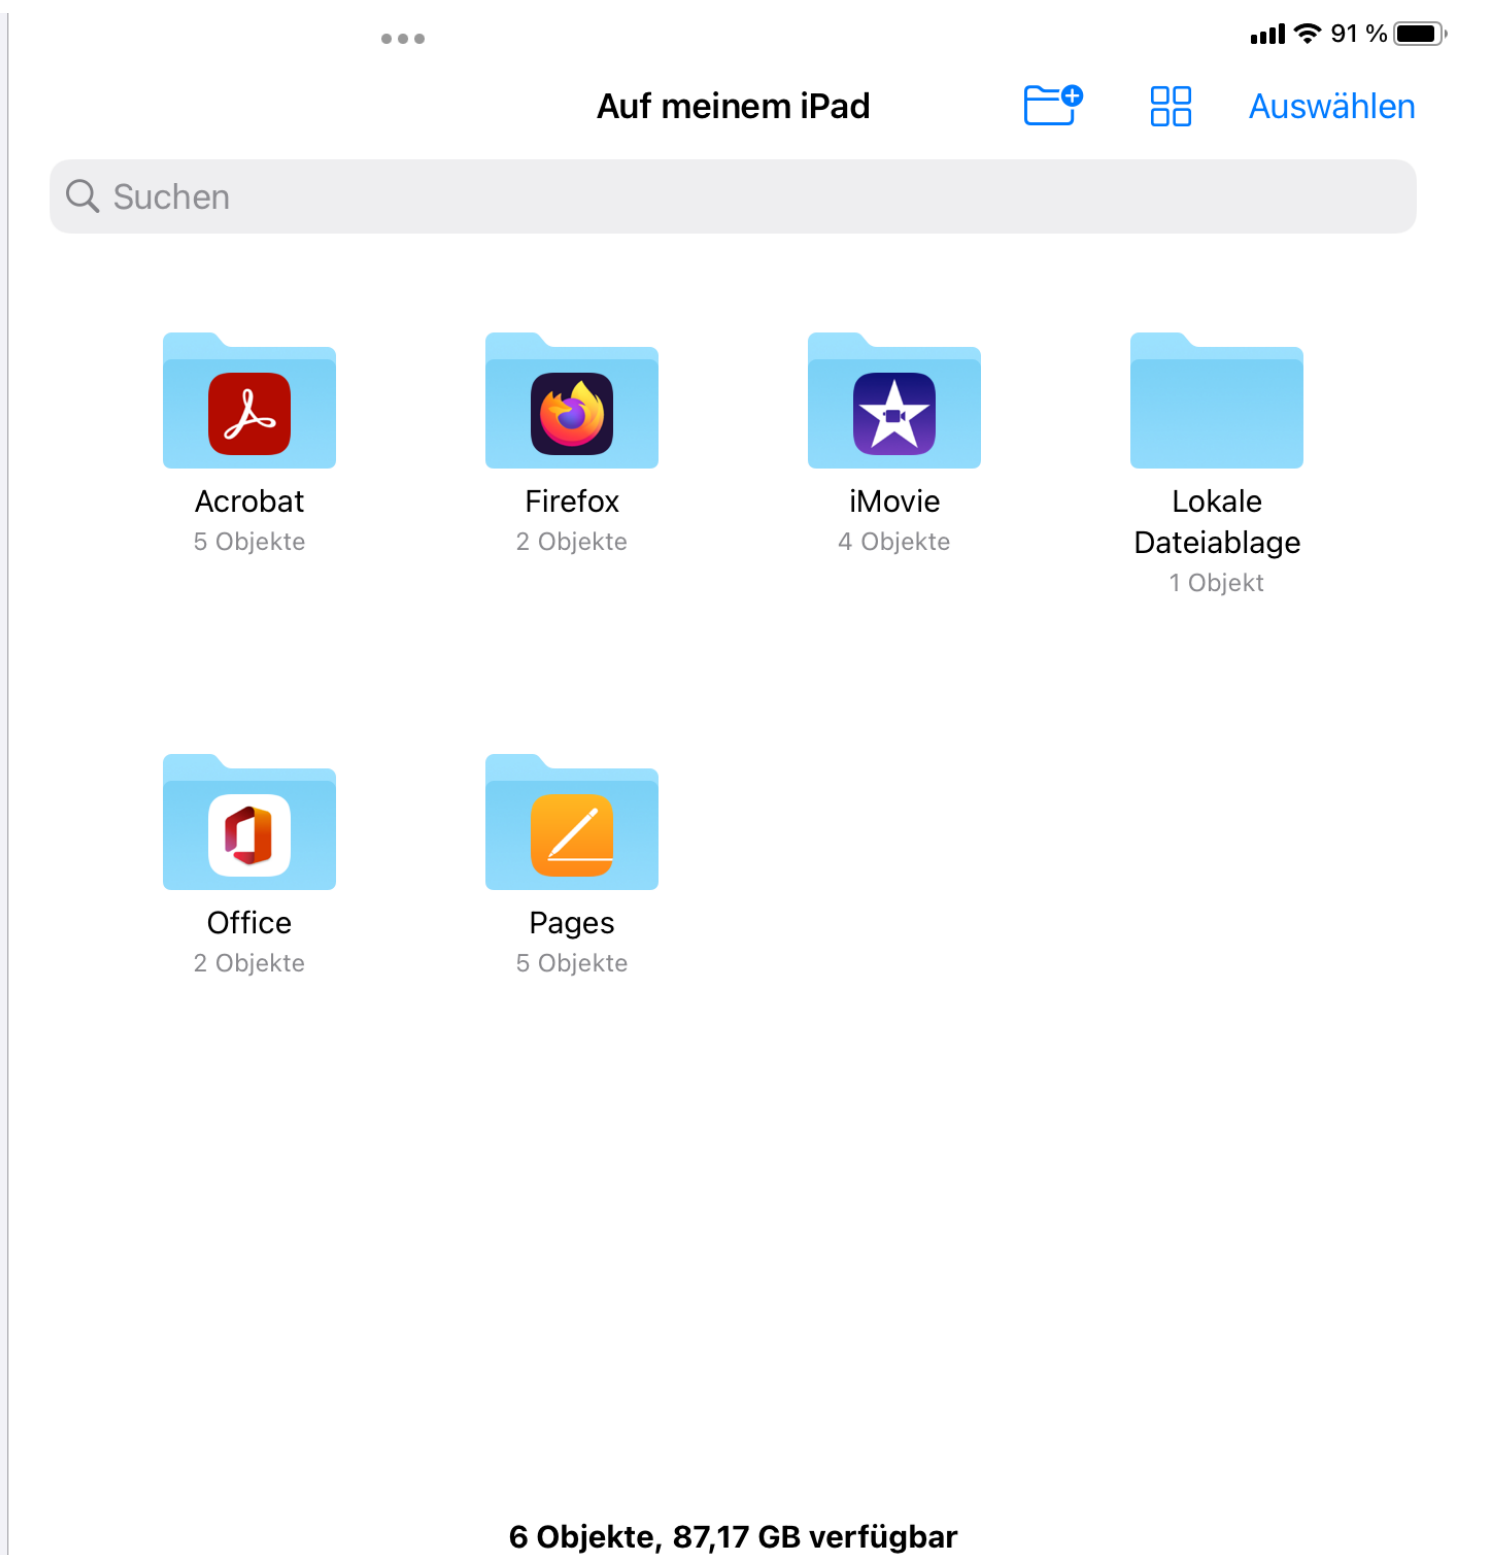 91 %
Auf meinem iPad
Auswählen
Suchen
Acrobat
5 Objekte
Firefox
2 Objekte
iMovie
4 Objekte
Lokale
Dateiablage
1 Objekt
Office
2 Objekte
Pages
5 Objekte
6 Objekte, 87,17 GB verfügbar